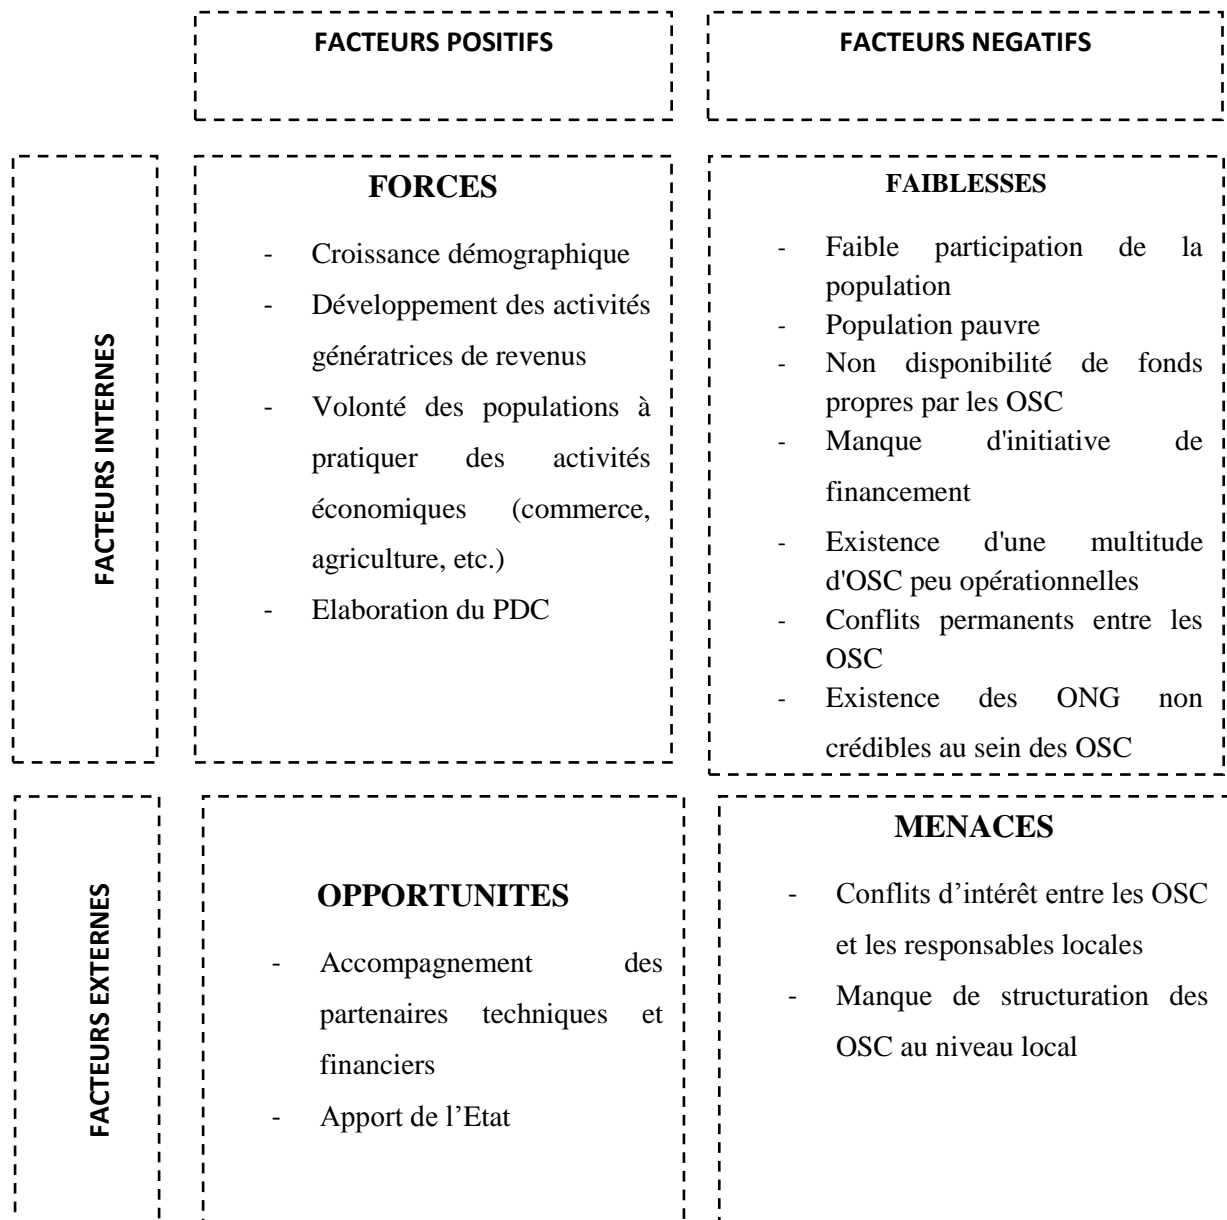 FACTEURS POSITIFS
FACTEURS NEGATIFS
FACTEURS INTERNES
FORCES
- Croissance démographique
- Développement des activités
génératrices de revenus
- Volonté des populations à
pratiquer des activités
économiques (commerce,
agriculture, etc.)
- Elaboration du PDC
FAIBLESSES
- Faible participation de la
population
- Population pauvre
- Non disponibilité de fonds
propres par les OSC
- Manque d'initiative de
financement
- Existence d'une multitude
d'OSC peu opérationnelles
- Conflits permanents entre les
OSC
- Existence des ONG non
crédibles au sein des OSC
FACTEURS EXTERNES
OPPORTUNITES
- Accompagnement des
partenaires techniques et
financiers
- Apport de l’Etat
MENACES
- Conflits d’intérêt entre les OSC
et les responsables locales
- Manque de structuration des
OSC au niveau local